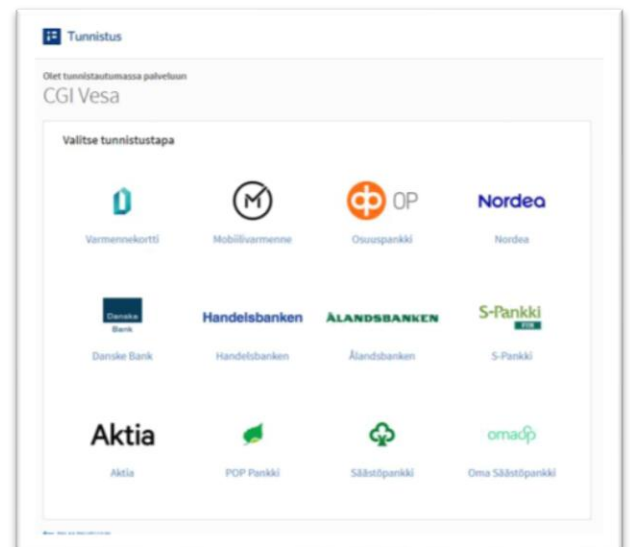 Tunnistus
Olet tunnistautumassa palveluun
CGI Vesa
Valitse tunnistustapa
OP Nordea
Varmennekortti Mobiilivarmenne Osuuspankki Nordea
Danske Bank Handelsbanken ÅLANDSBANKEN S-Pankki
Danske Bank Handelsbanken Ålandsbanken S-Pankki
Aktia omasp
Aktia POP Pankki Säästöpankki Oma Säästöpankki